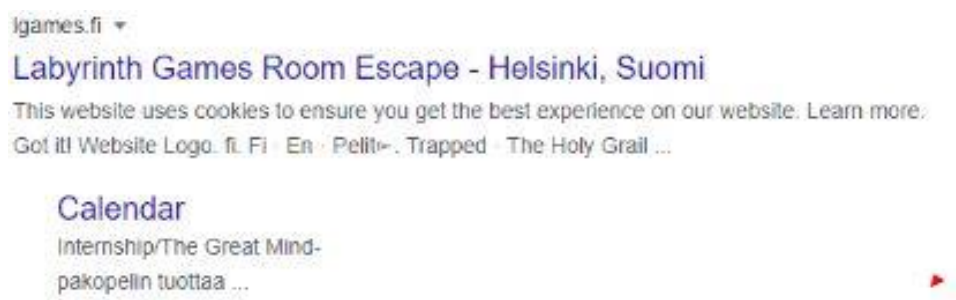 lgames.fi
Labyrinth Games Room Escape - Helsinki, Suomi
This website uses cookies to ensure you get the best experience on our website. Learn more.
Got it! Website Logo. fi. Fi · En · Pelit▻. Trapped · The Holy Grail ...
Calendar
Internship/The Great Mind-
pakopelin tuottaa ...